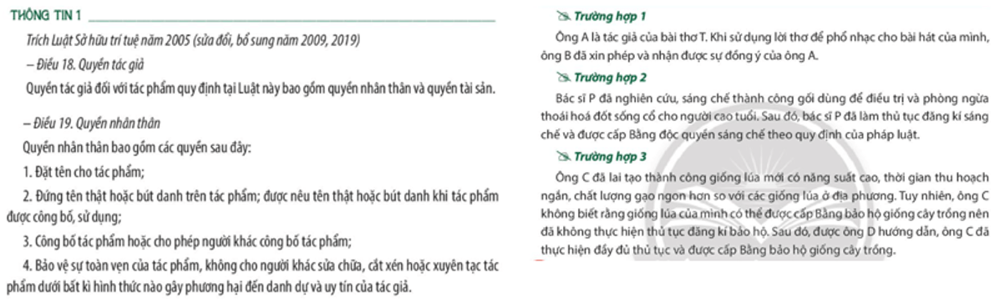 THÔNG TIN 1
Trích Luật Sở hữu trí tuệ năm 2005 (sửa đổi, bổ sung năm 2009, 2019)
– Điều 18. Quyền tác giả
Quyền tác giả đối với tác phẩm quy định tại Luật này bao gồm quyền nhân thân và quyền tài sản.
– Điều 19. Quyền nhân thân
Quyền nhân thân bao gồm các quyền sau đây:
1. Đặt tên cho tác phẩm;
2. Đứng tên thật hoặc bút danh trên tác phẩm; được nêu tên thật hoặc bút danh khi tác phẩm
được công bố, sử dụng;
3. Công bố tác phẩm hoặc cho phép người khác công bố tác phẩm;
4. Bảo vệ sự toàn vẹn của tác phẩm, không cho người khác sửa chữa, cắt xén hoặc xuyên tạc tác
phẩm dưới bất kì hình thức nào gây phương hại đến danh dự và uy tín của tác giả.
Trường hợp 1
Ông A là tác giả của bài thơ T. Khi sử dụng lời thơ để phổ nhạc cho bài hát của mình,
ông B đã xin phép và nhận được sự đồng ý của ông A.
Trường hợp 2
Bác sĩ P đã nghiên cứu, sáng chế thành công gối dùng để điều trị và phòng ngừa
thoái hoá đốt sống cổ cho người cao tuổi. Sau đó, bác sĩ P đã làm thủ tục đăng kí sáng
chế và được cấp Bằng độc quyền sáng chế theo quy định của pháp luật.
Trường hợp 3
Ông C đã lai tạo thành công giống lúa mới có năng suất cao, thời gian thu hoạch
ngắn, chất lượng gạo ngon hơn so với các giống lúa ở địa phương. Tuy nhiên, ông C
không biết rằng giống lúa của mình có thể được cấp Bằng bảo hộ giống cây trồng nên
đã không thực hiện thủ tục đăng kí bảo hộ. Sau đó, được ông D hướng dẫn, ông C đã
thực hiện đầy đủ thủ tục và được cấp Bằng bảo hộ giống cây trồng.